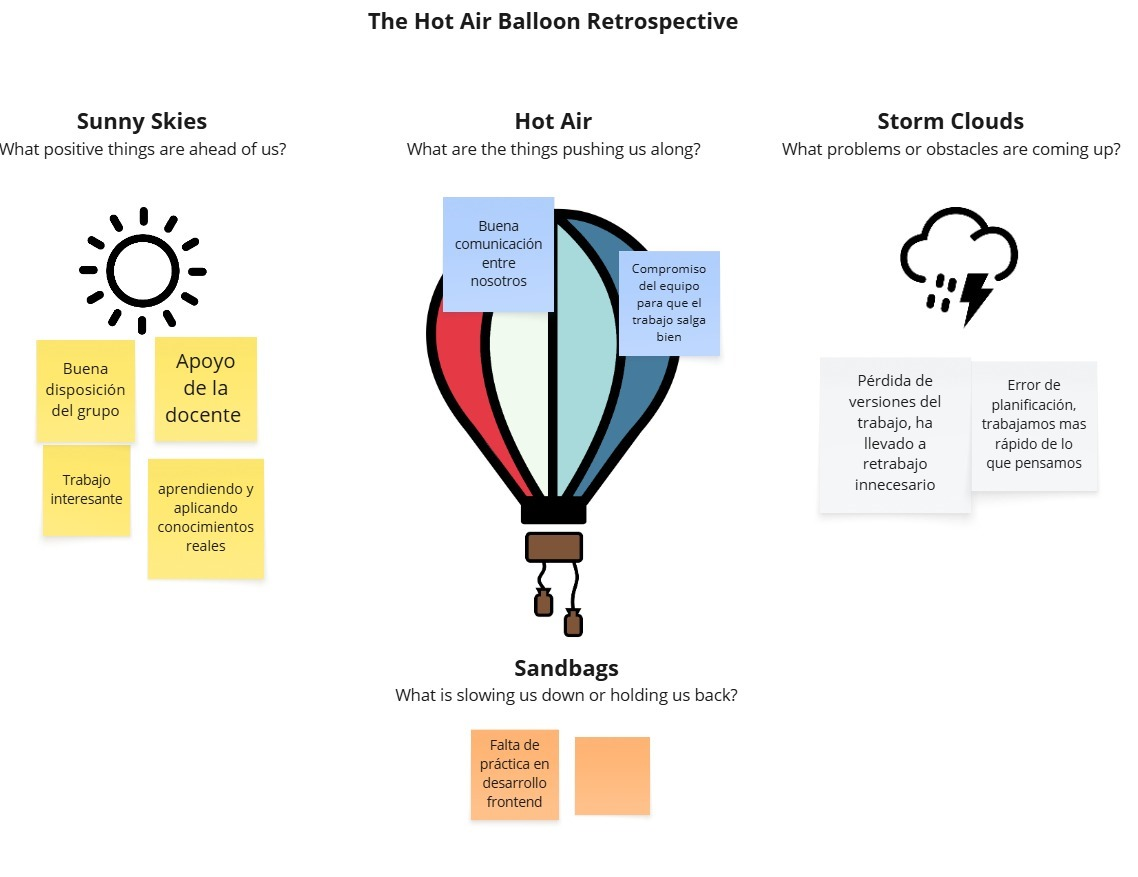 The Hot Air Balloon Retrospective
Sunny Skies
What positive things are ahead of us?
Buena
disposición
del grupo
Apoyo
de la
docente
Trabajo
interesante
aprendiendo y
aplicando
conocimientos
reales
Hot Air
What are the things pushing us along?
Buena
comunicación
entre
nosotros
Compromiso
del equipo
para que el
trabajo salga
bien
Storm Clouds
What problems or obstacles are coming up?
Pérdida de
versiones del
trabajo, ha
llevado a
retrabajo
innecesario
Error de
planificación,
trabajamos mas
rápido de lo
que pensamos
Sandbags
What is slowing us down or holding us back?
Falta de
práctica en
desarrollo
frontend